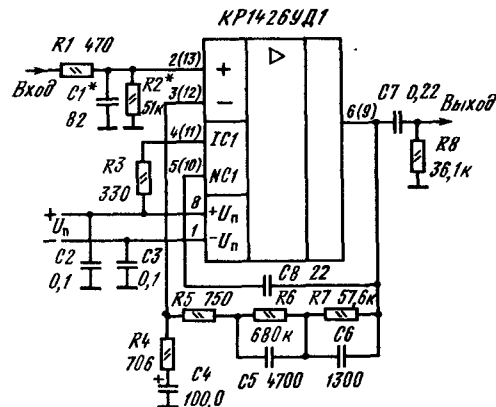 КР1426УД1
R1 470
Вход
C1*
82
R2*
51к
2(13)
+
3(12)
−
4(11)
IC1
5(10)
NC1
8
+Uп
1
−Uп
6(9)
C7 0,22
Выход
R8
36,1к
R3
330
+
Uп
−
C2
0,1
C3
0,1
C8 22
R5 750
R6
680к
R7 57,6к
C5 4700
C6
1300
R4
706
+
C4
100,0